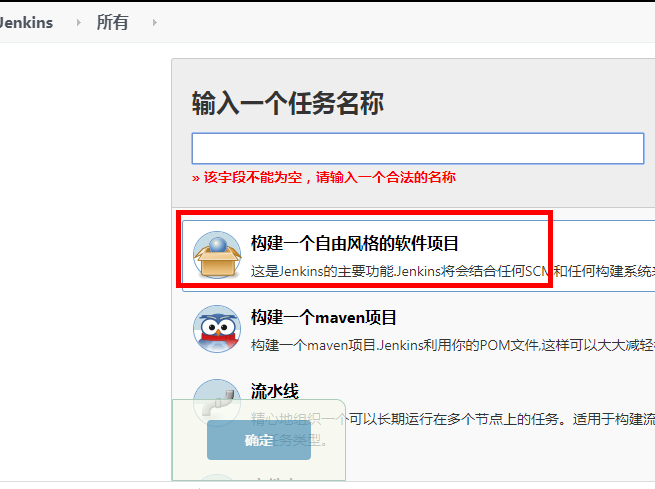 Jenkins
所有
输入一个任务名称
» 该字段不能为空，请输入一个合法的名称
构建一个自由风格的软件项目
这是Jenkins的主要功能.Jenkins将会结合任何SCM和任何构建系统
构建一个maven项目
构建一个maven项目.Jenkins利用你的POM文件,这样可以大大减轻
流水线
精心地组织一个可以长期运行在多个节点上的任务。适用于构建流
任务类型。
确定